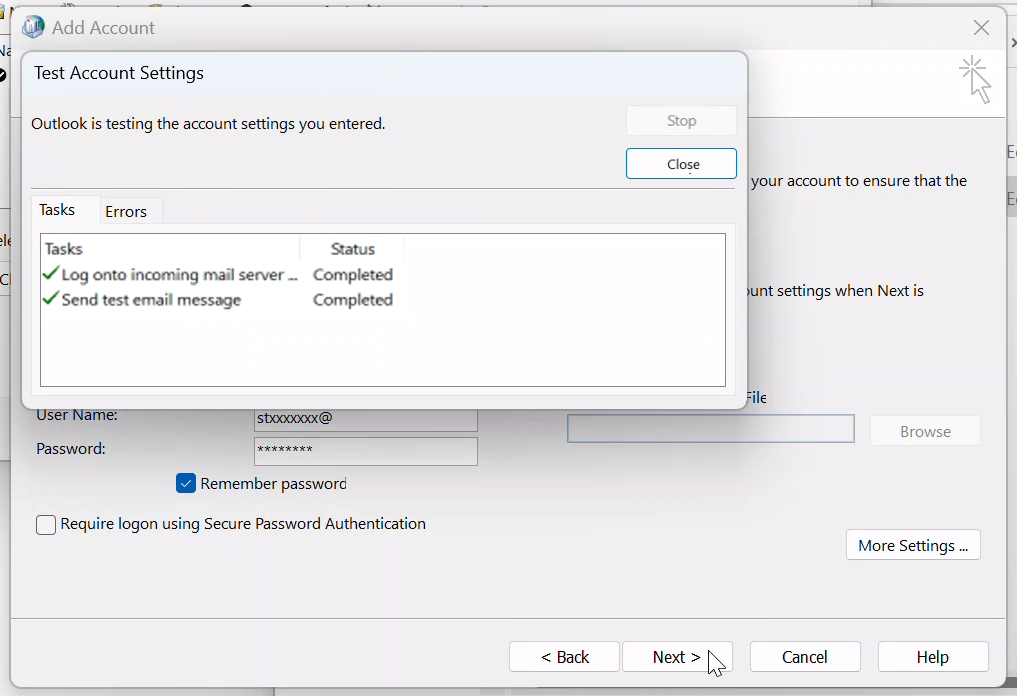 Add Account
Test Account Settings
Outlook is testing the account settings you entered.
Stop
Close
your account to ensure that the
Tasks
Errors
Tasks Status
Log onto incoming mail server ... Completed
Send test email message Completed
settings when Next is
File
User Name: stxxxxxxx@
Browse
Password: ********
Remember password
Require logon using Secure Password Authentication
More Settings ...
< Back
Next >
Cancel
Help